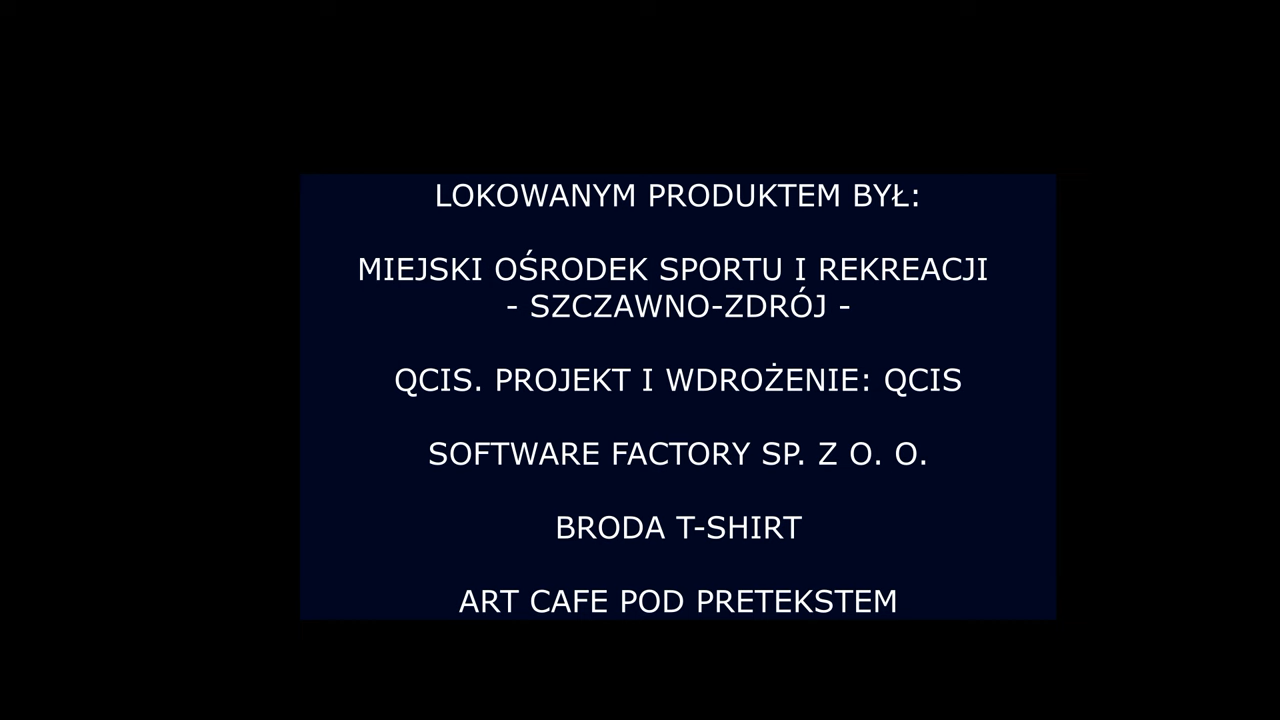 LOKOWANYM PRODUKTEM BYŁ:
MIEJSKI OŚRODEK SPORTU I REKREACJI
- SZCZAWNO-ZDRÓJ -
QCIS. PROJEKT I WDROŻENIE: QCIS
SOFTWARE FACTORY SP. Z O. O.
BRODA T-SHIRT
ART CAFE POD PRETEKSTEM